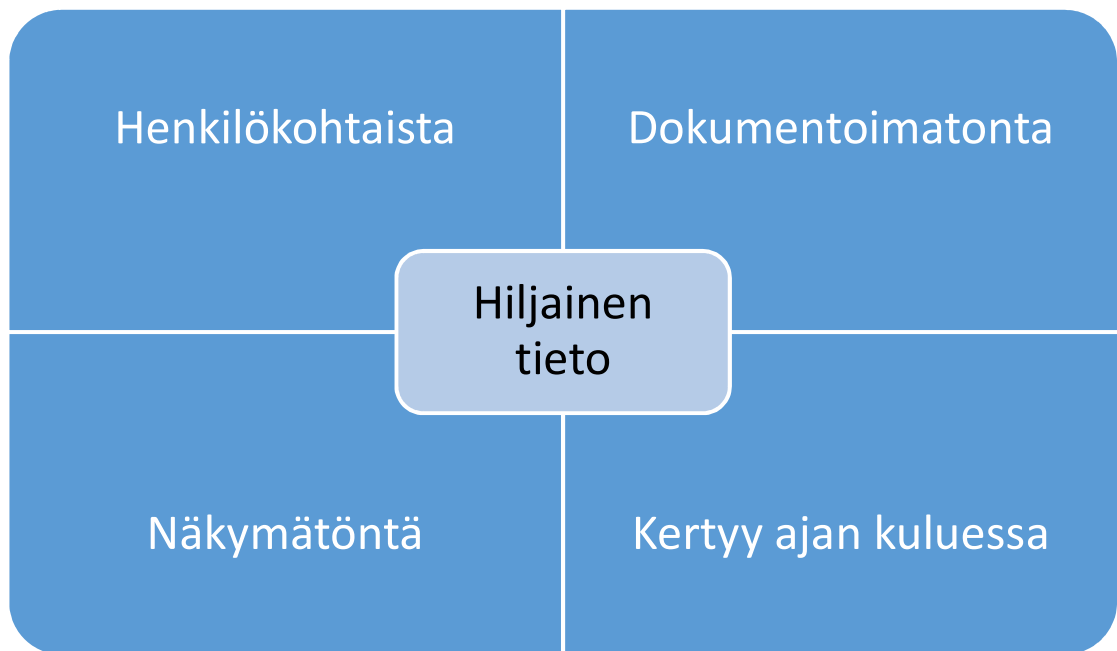 Henkilökohtaista
Dokumentoimatonta
Hiljainen
tieto
Näkymätöntä
Kertyy ajan kuluessa